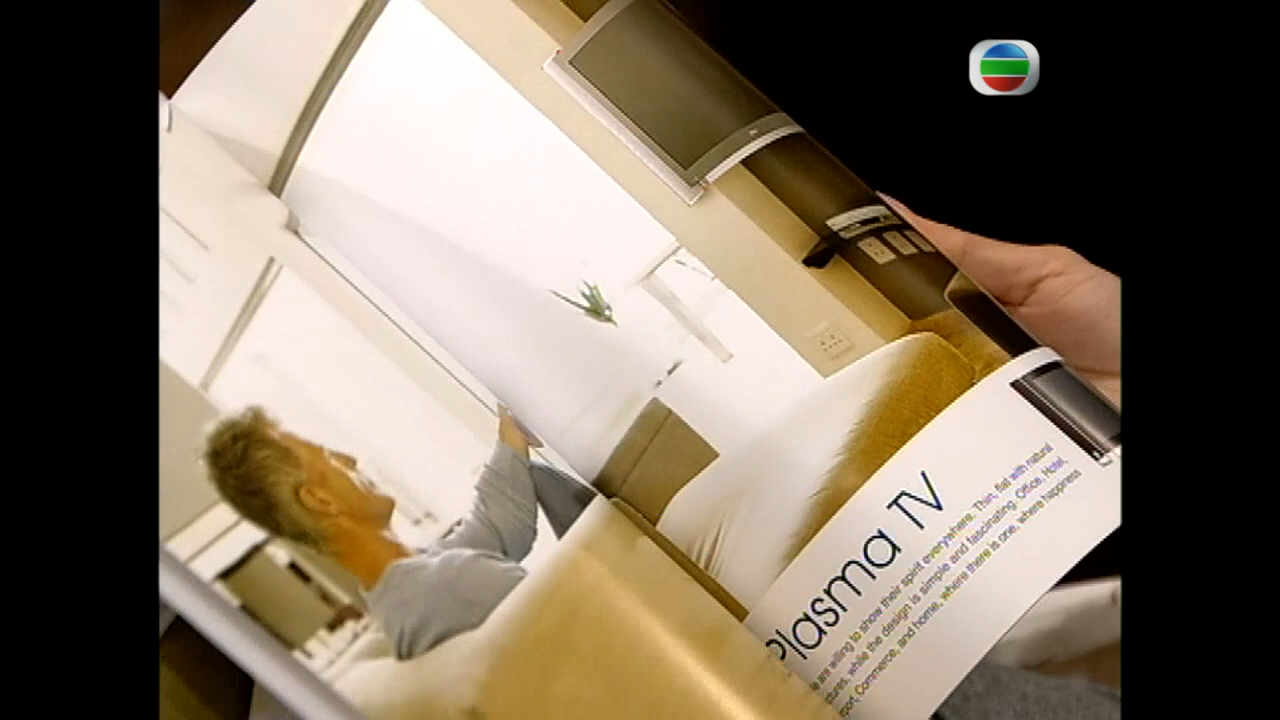 Plasma TV
are willing to show their spirit everywhere. Thin, flat with natural
while the design is simple and fascinating. Office, Hotel,
Commerce, and home, where there is one, where happiness